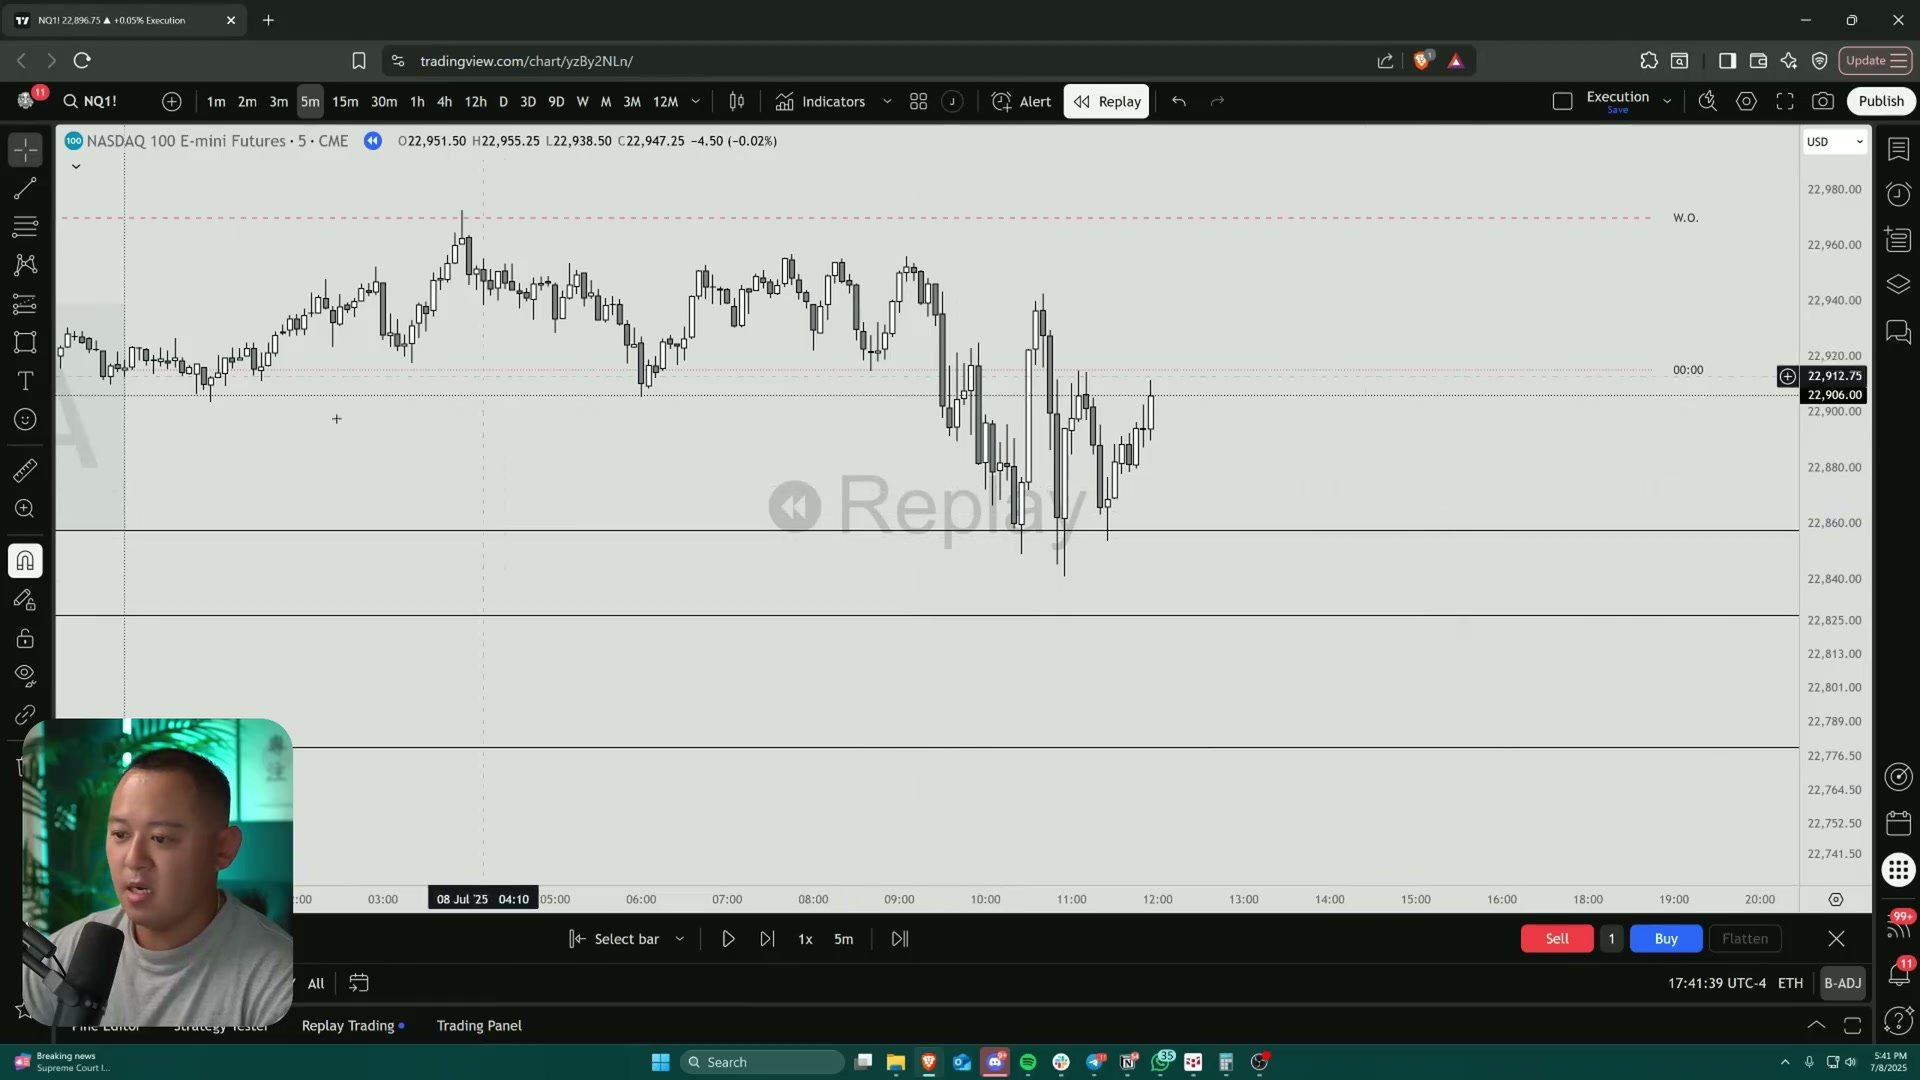 NQ1! 22,896.75 ▲ +0.05% Execution
tradingview.com/chart/yzBy2NLn/
Update
11
NQ1!
1m 2m 3m 5m 15m 30m 1h 4h 12h D 3D 9D W M 3M 12M
Indicators
J
Alert
Replay
Execution
Save
Publish
NASDAQ 100 E-mini Futures · 5 · CME
O22,951.50 H22,955.25 L22,938.50 C22,947.25 −4.50 (−0.02%)
USD
22,980.00
W.O.
22,960.00
22,940.00
22,920.00
00:00
22,912.75
22,906.00
22,900.00
22,880.00
Replay
22,860.00
22,840.00
22,825.00
22,813.00
22,801.00
22,789.00
22,776.50
22,764.50
22,752.50
22,741.50
03:00 08 Jul '25 04:10 05:00 06:00 07:00 08:00 09:00 10:00 11:00 12:00 13:00 14:00 15:00 16:00 17:00 18:00 19:00 20:00
Select bar 1x 5m
Sell 1 Buy Flatten
99+
All
17:41:39 UTC-4 ETH B-ADJ
11
Replay Trading Trading Panel
Breaking news
Supreme Court I...
Search
35
5:41 PM
7/8/2025